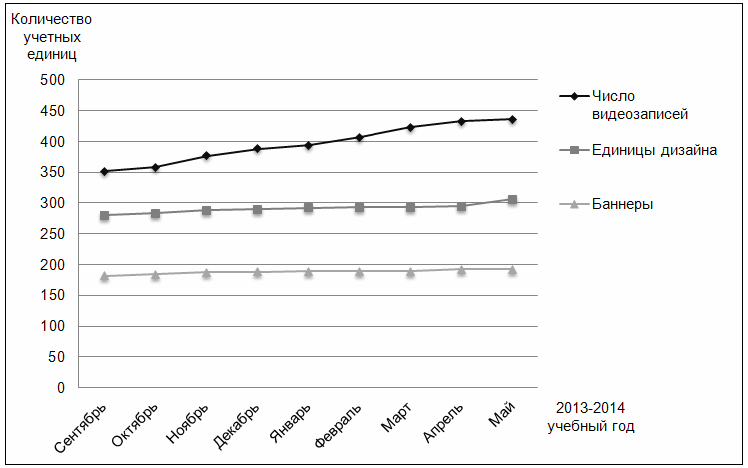 Количество
учетных
единиц
500
450
400
350
300
250
200
150
100
50
0
Сентябрь
Октябрь
Ноябрь
Декабрь
Январь
Февраль
Март
Апрель
Май
2013-2014
учебный год
Число
видеозаписей
Единицы дизайна
Баннеры